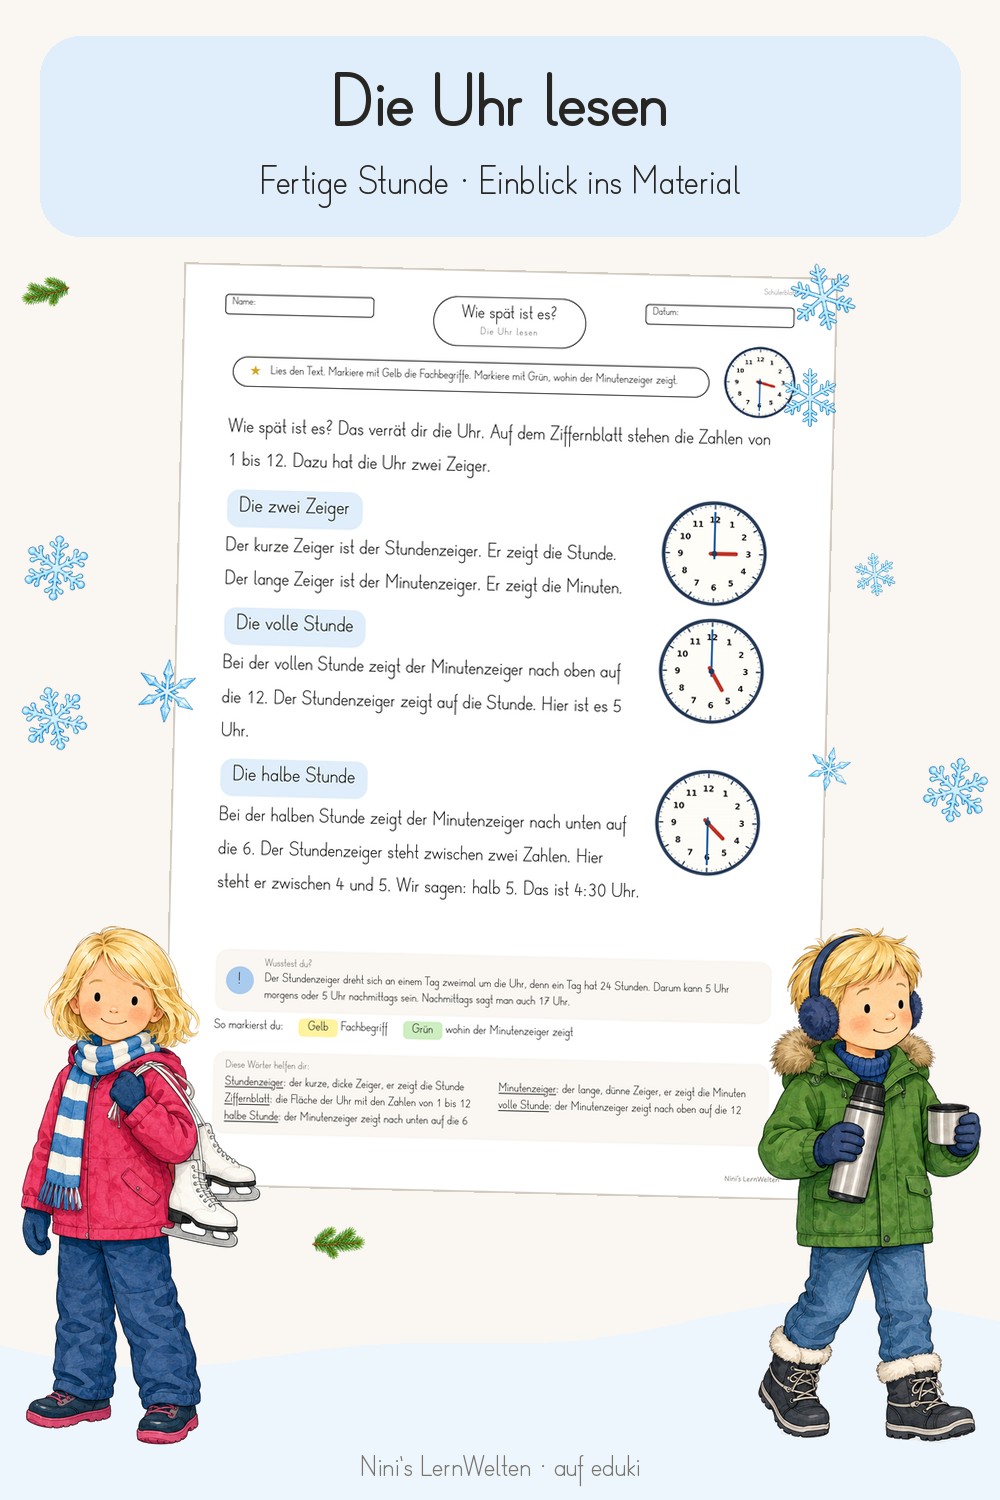 Die Uhr lesen
Fertige Stunde · Einblick ins Material
Name:
Wie spät ist es?
Die Uhr lesen
Datum:
★ Lies den Text. Markiere mit Gelb die Fachbegriffe. Markiere mit Grün, wohin der Minutenzeiger zeigt.
Wie spät ist es? Das verrät dir die Uhr. Auf dem Ziffernblatt stehen die Zahlen von
1 bis 12. Dazu hat die Uhr zwei Zeiger.
Die zwei Zeiger
Der kurze Zeiger ist der Stundenzeiger. Er zeigt die Stunde.
Der lange Zeiger ist der Minutenzeiger. Er zeigt die Minuten.
Die volle Stunde
Bei der vollen Stunde zeigt der Minutenzeiger nach oben auf
die 12. Der Stundenzeiger zeigt auf die Stunde. Hier ist es 5
Uhr.
Die halbe Stunde
Bei der halben Stunde zeigt der Minutenzeiger nach unten auf
die 6. Der Stundenzeiger steht zwischen zwei Zahlen. Hier
steht er zwischen 4 und 5. Wir sagen: halb 5. Das ist 4:30 Uhr.
!
Wusstest du?
Der Stundenzeiger dreht sich an einem Tag zweimal um die Uhr, denn ein Tag hat 24 Stunden. Darum kann 5 Uhr
morgens oder 5 Uhr nachmittags sein. Nachmittags sagt man auch 17 Uhr.
So markierst du: Gelb Fachbegriff Grün wohin der Minutenzeiger zeigt
Diese Wörter helfen dir:
Stundenzeiger: der kurze, dicke Zeiger, er zeigt die Stunde
Ziffernblatt: die Fläche der Uhr mit den Zahlen von 1 bis 12
halbe Stunde: der Minutenzeiger zeigt nach unten auf die 6
Minutenzeiger: der lange, dünne Zeiger, er zeigt die Minuten
volle Stunde: der Minutenzeiger zeigt nach oben auf die 12
Nini's LernWelten
Nini's LernWelten · auf eduki